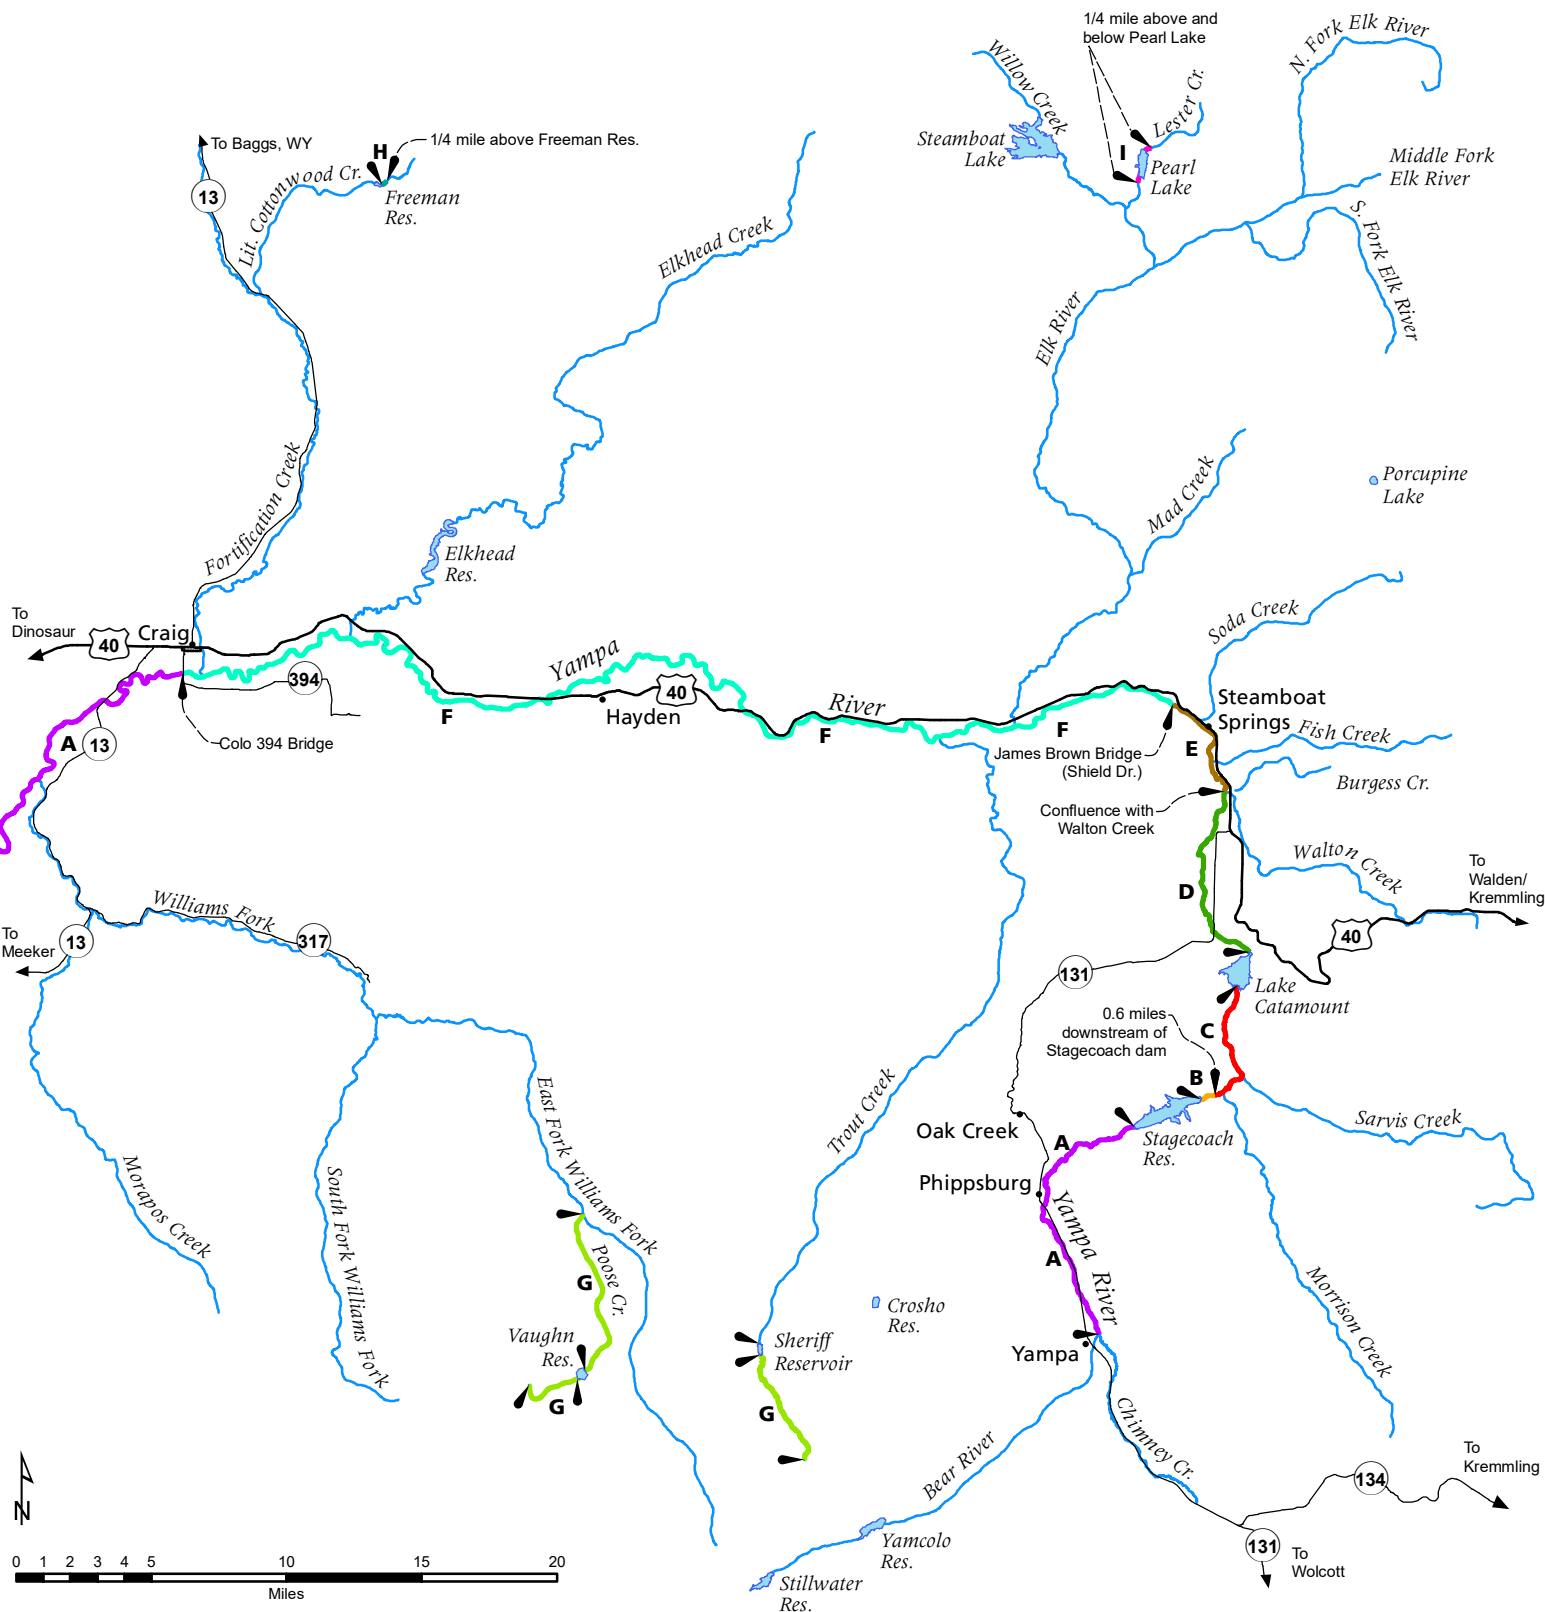 1/4 mile above and
below Pearl Lake
N. Fork Elk River
Willow Creek
Lester Cr.
Steamboat
Lake
I
Pearl
Lake
Middle Fork
Elk River
S. Fork Elk River
To Baggs, WY
H
1/4 mile above Freeman Res.
13
Lit. Cottonwood Cr.
Freeman
Res.
Elkhead Creek
Elk River
Fortification Creek
Mad Creek
Porcupine
Lake
Elkhead
Res.
Soda Creek
To
Dinosaur
40
Craig
394
Yampa
River
F
Hayden
40
F
F
Steamboat
Springs
Fish Creek
A
13
Colo 394 Bridge
James Brown Bridge
(Shield Dr.)
E
Burgess Cr.
Confluence with
Walton Creek
Walton Creek
D
To
Walden/
Kremmling
40
Williams Fork
317
To
Meeker
13
131
Lake
Catamount
0.6 miles
downstream of
Stagecoach dam
C
B
East Fork Williams Fork
Trout Creek
Oak Creek
A
Stagecoach
Res.
Sarvis Creek
Morapos Creek
South Fork Williams Fork
Phippsburg
Yampa River
A
Poose Cr.
G
Vaughn
Res.
G
Crosho
Res.
Sheriff
Reservoir
G
Morrison Creek
Yampa
Chimney Cr.
Bear River
To
Kremmling
134
N
Yamcolo
Res.
131
To
Wolcott
Stillwater
Res.
0 1 2 3 4 5 10 15 20
Miles